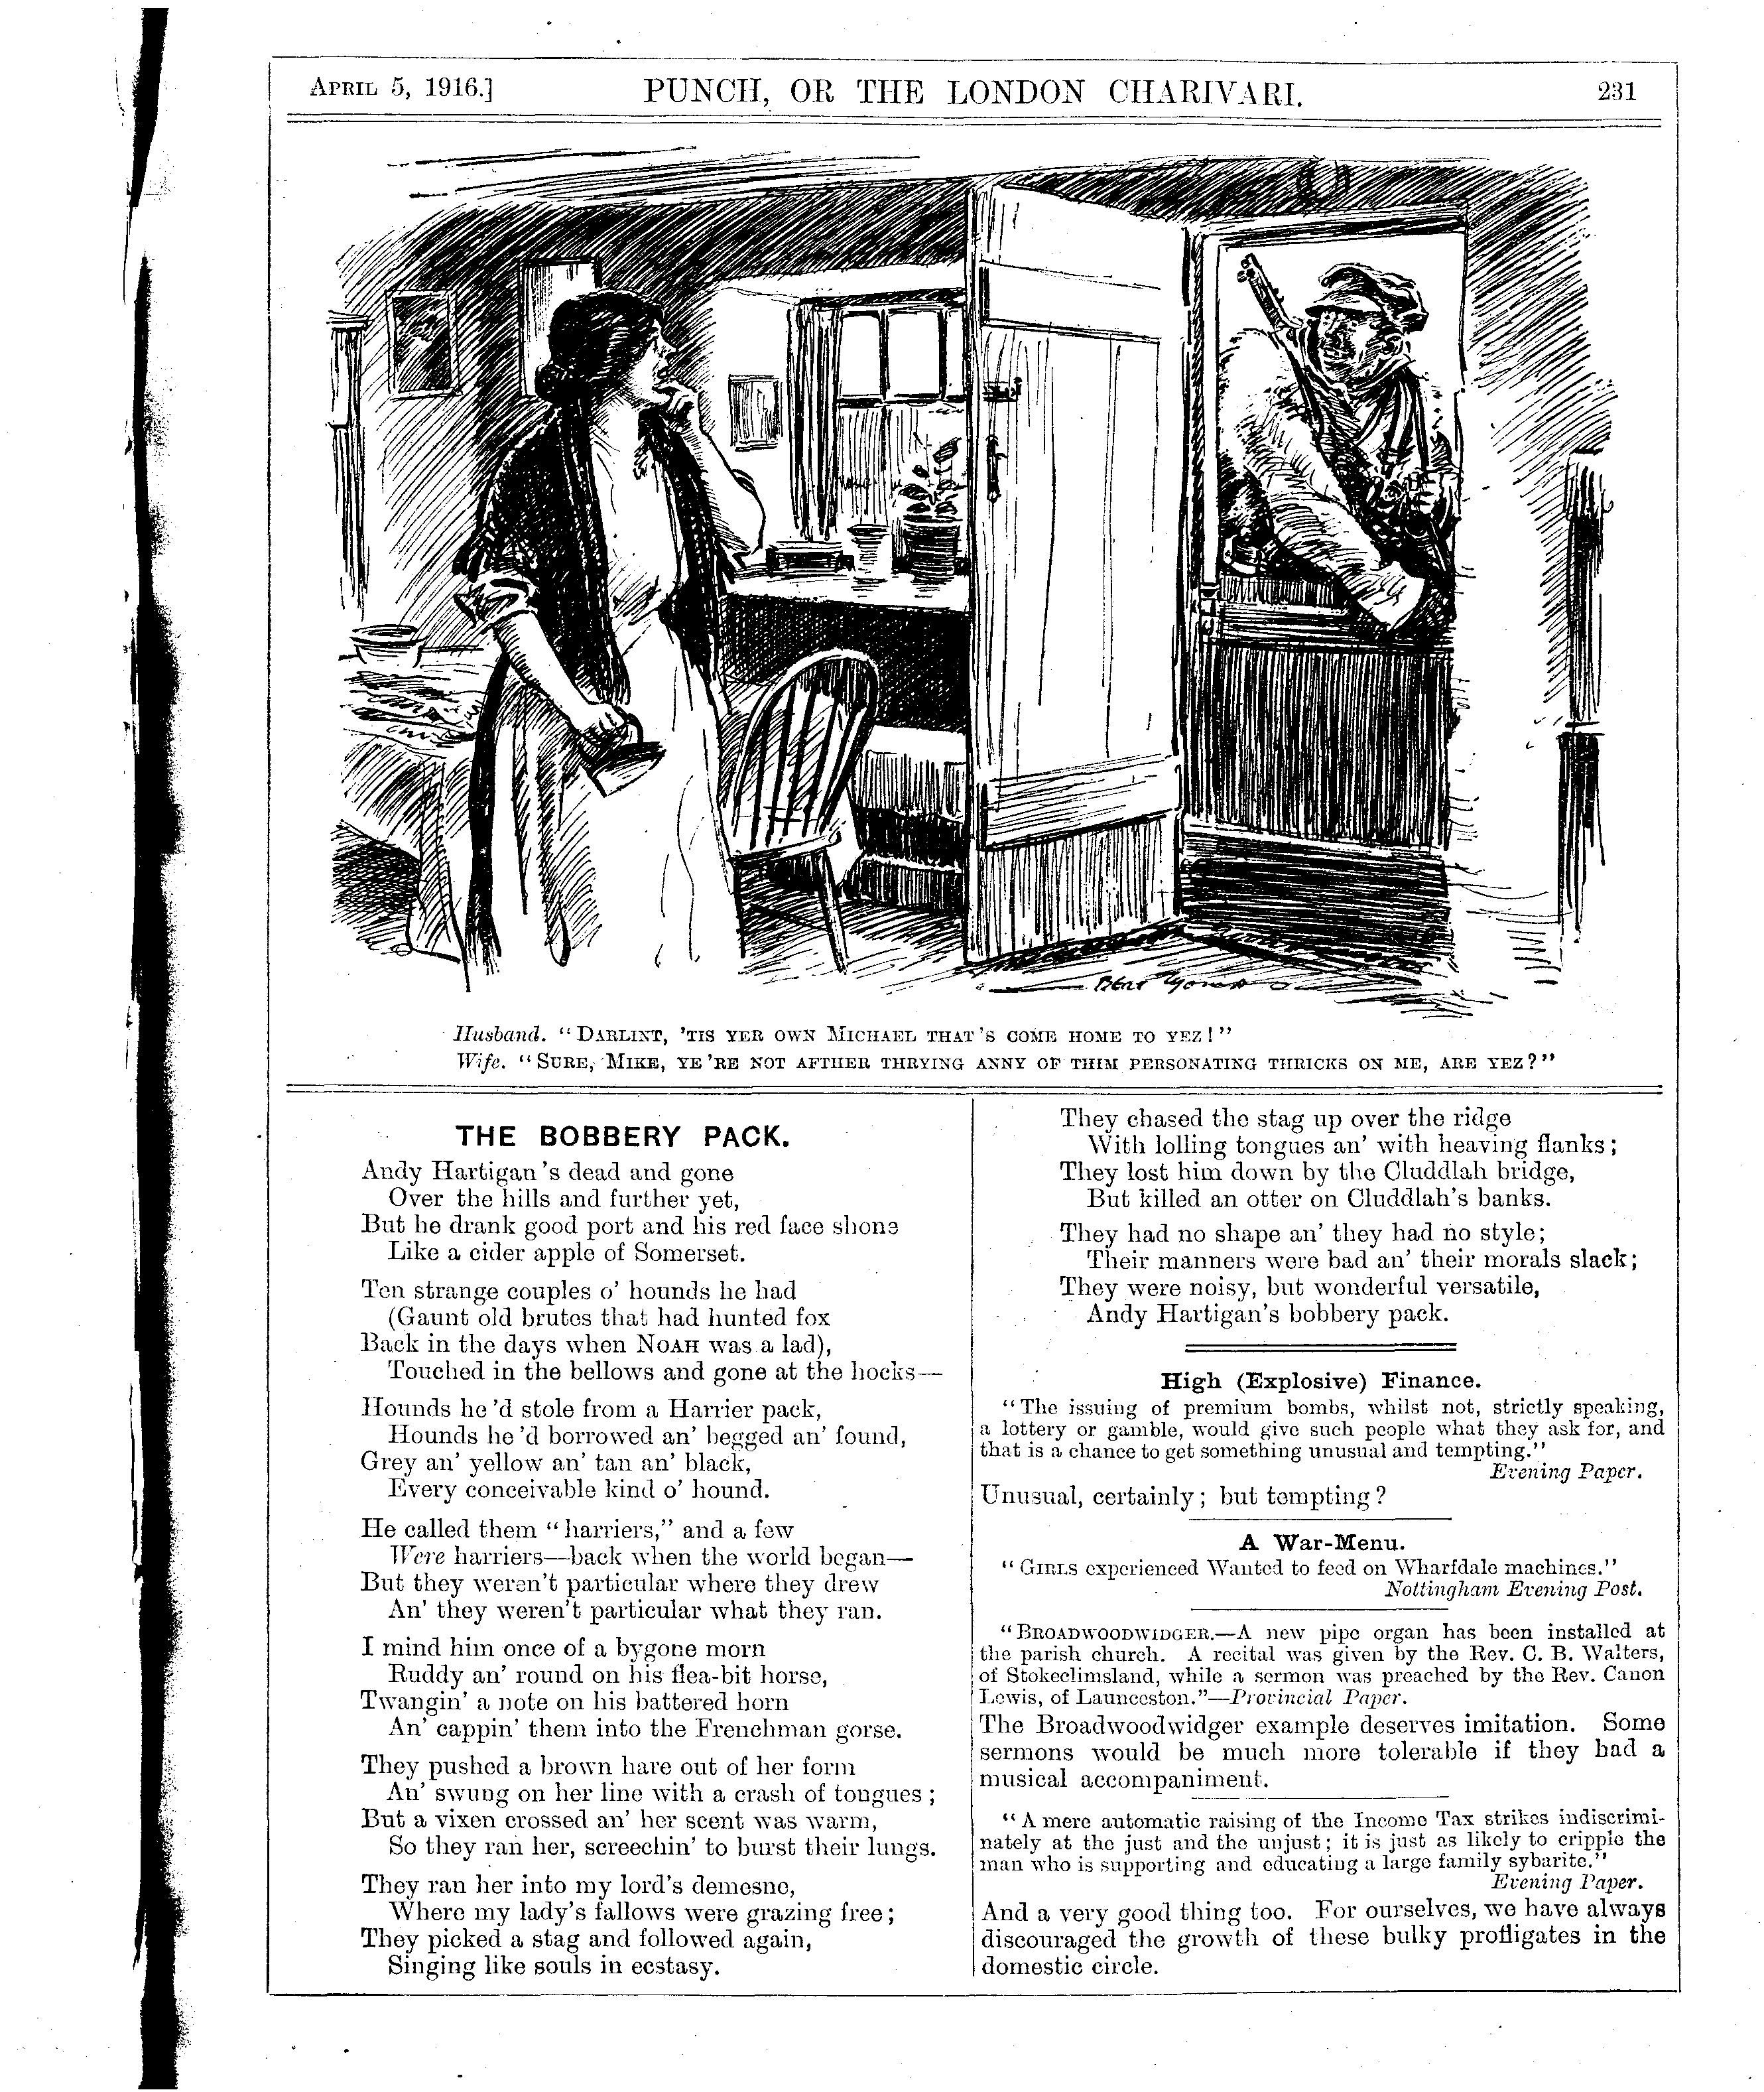 APRIL 5, 1916.] PUNCH, OR THE LONDON CHARIVARI. 231
Husband. "DARLINT, 'TIS YER OWN MICHAEL THAT'S COME HOME TO YEZ!"
Wife. "SURE, MIKE, YE'RE NOT AFTHER THRYING ANNY OF THIM PERSONATING THRICKS ON ME, ARE YEZ?"
THE BOBBERY PACK.
Andy Hartigan's dead and gone
Over the hills and further yet,
But he drank good port and his red face shone
Like a cider apple of Somerset.
Ten strange couples o' hounds he had
(Gaunt old brutes that had hunted fox
Back in the days when NOAH was a lad),
Touched in the bellows and gone at the hocks—
Hounds he'd stole from a Harrier pack,
Hounds he'd borrowed an' begged an' found,
Grey an' yellow an' tan an' black,
Every conceivable kind o' hound.
He called them "harriers," and a few
Were harriers—back when the world began—
But they weren't particular where they drew
An' they weren't particular what they ran.
I mind him once of a bygone morn
Ruddy an' round on his flea-bit horse,
Twangin' a note on his battered horn
An' cappin' them into the Frenchman gorse.
They pushed a brown hare out of her form
An' swung on her line with a crash of tongues;
But a vixen crossed an' her scent was warm,
So they ran her, screechin' to burst their lungs.
They ran her into my lord's demesne,
Where my lady's fallows were grazing free;
They picked a stag and followed again,
Singing like souls in ecstasy.
They chased the stag up over the ridge
With lolling tongues an' with heaving flanks;
They lost him down by the Cluddlah bridge,
But killed an otter on Cluddlah's banks.
They had no shape an' they had no style;
Their manners were bad an' their morals slack;
They were noisy, but wonderful versatile,
Andy Hartigan's bobbery pack.
High (Explosive) Finance.
"The issuing of premium bombs, whilst not, strictly speaking,
a lottery or gamble, would give such people what they ask for, and
that is a chance to get something unusual and tempting."
Evening Paper.
Unusual, certainly; but tempting?
A War-Menu.
"GIRLS experienced Wanted to feed on Wharfdale machines."
Nottingham Evening Post.
"BROADWOODWIDGER.—A new pipe organ has been installed at
the parish church. A recital was given by the Rev. C. B. Walters,
of Stokeclimsland, while a sermon was preached by the Rev. Canon
Lewis, of Launceston."—Provincial Paper.
The Broadwoodwidger example deserves imitation. Some
sermons would be much more tolerable if they had a
musical accompaniment.
"A mere automatic raising of the Income Tax strikes indiscrimi-
nately at the just and the unjust; it is just as likely to cripple the
man who is supporting and educating a large family sybarite."
Evening Paper.
And a very good thing too. For ourselves, we have always
discouraged the growth of these bulky profligates in the
domestic circle.